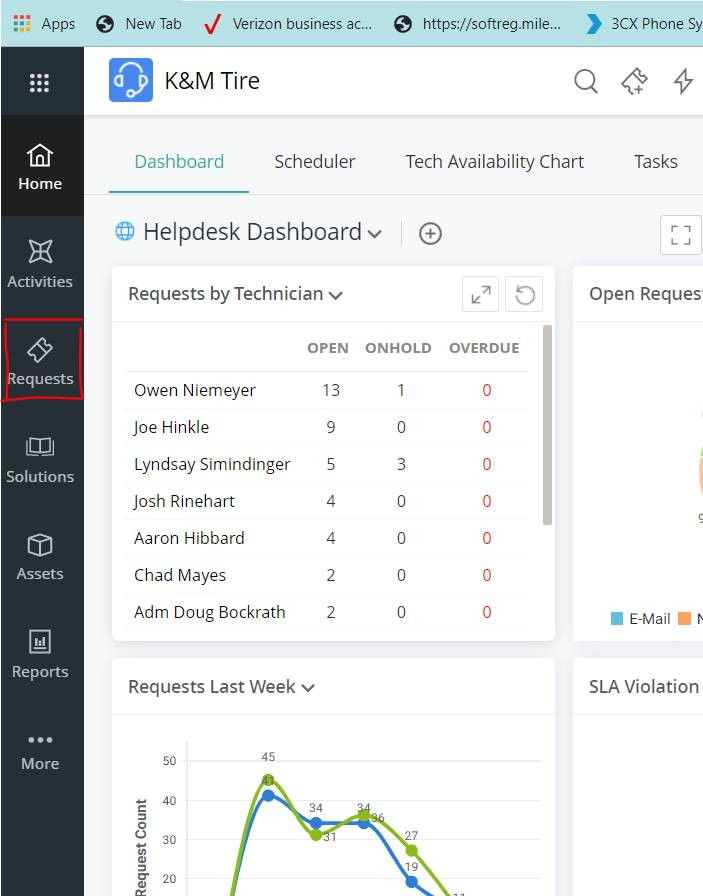 Apps New Tab Verizon business ac... https://softreg.mile... 3CX Phone Sy
K&M Tire
Home
Activities
Requests
Solutions
Assets
Reports
More
Dashboard Scheduler Tech Availability Chart Tasks
Helpdesk Dashboard
Requests by Technician
OPEN ONHOLD OVERDUE
Owen Niemeyer 13 1 0
Joe Hinkle 9 0 0
Lyndsay Simindinger 5 3 0
Josh Rinehart 4 0 0
Aaron Hibbard 4 0 0
Chad Mayes 2 0 0
Adm Doug Bockrath 2 0 0
Open Request
9
E-Mail N
Requests Last Week
SLA Violation
Request Count
50
40
30
20
45
41
34
31
34
36
27
19
11